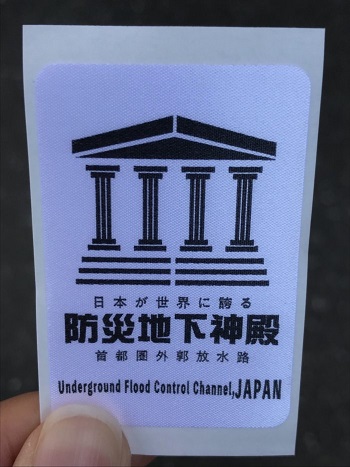 日本が世界に誇る
防災地下神殿
首都圏外郭放水路
Underground Flood Control Channel,JAPAN